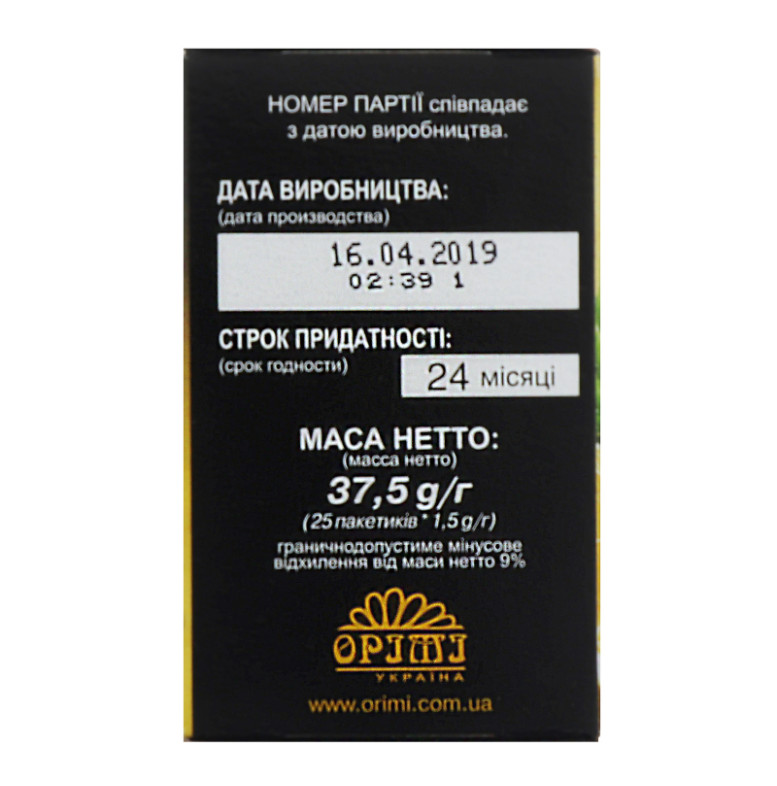 НОМЕР ПАРТІЇ співпадає
з датою виробництва.
ДАТА ВИРОБНИЦТВА:
(дата производства)
16.04.2019
02:39 1
СТРОК ПРИДАТНОСТІ:
(срок годности)
24 місяці
МАСА НЕТТО:
(масса нетто)
37,5 g/г
(25 пакетиків * 1,5 g/г)
граничнодопустиме мінусове
відхилення від маси нетто 9%
ОРІМІ
УКРАЇНА
www.orimi.com.ua